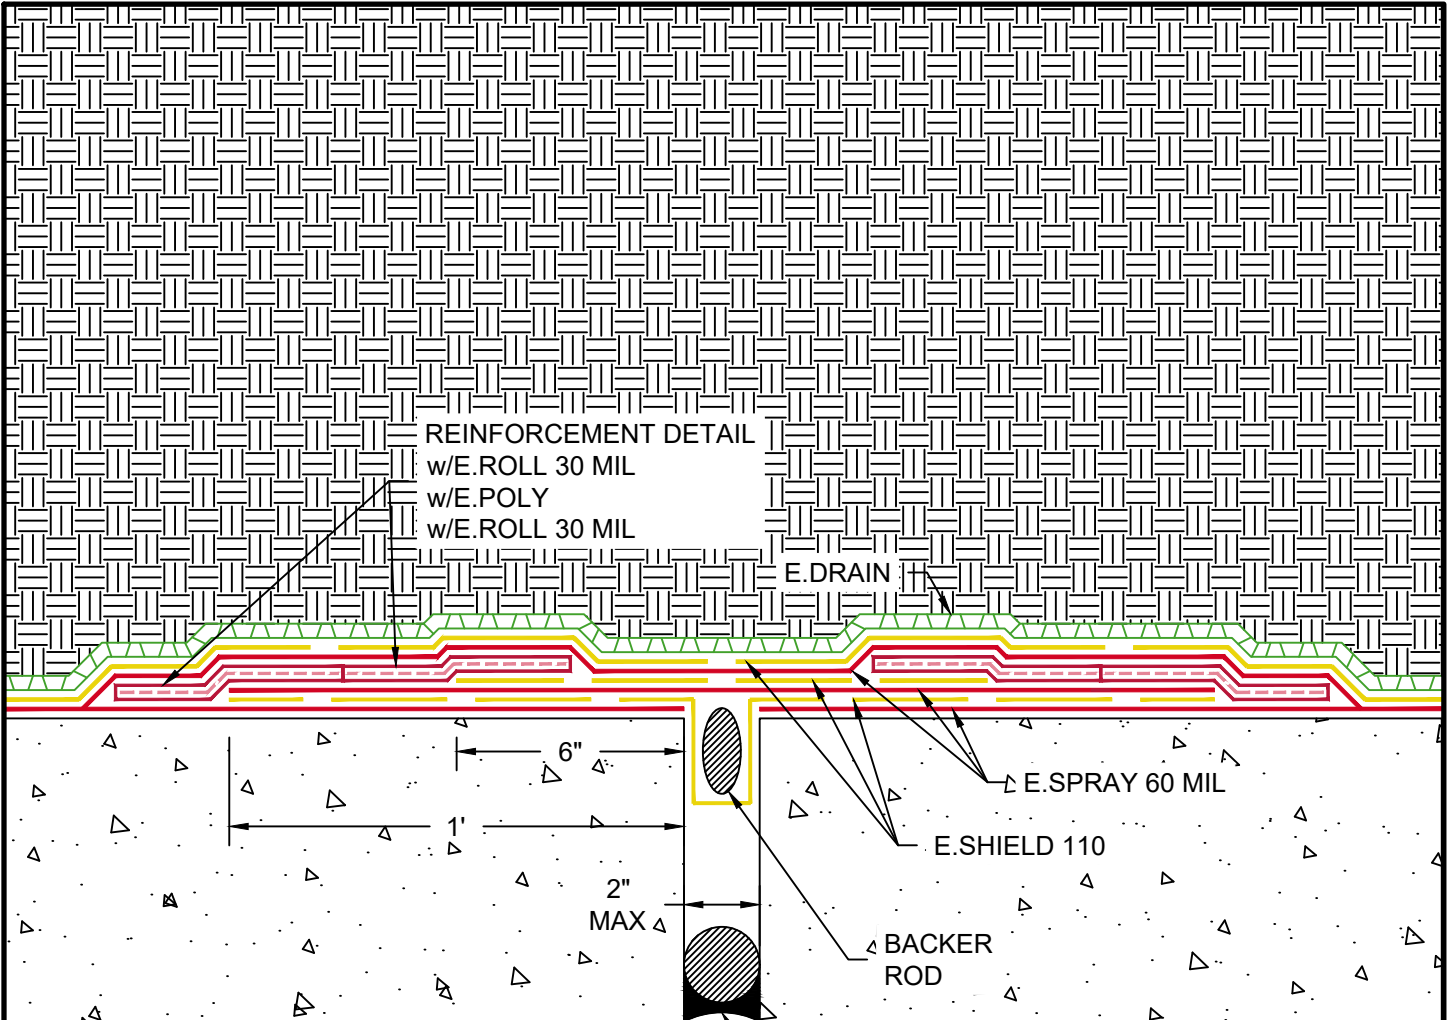 REINFORCEMENT DETAIL
w/E.ROLL 30 MIL
w/E.POLY
w/E.ROLL 30 MIL
E.DRAIN
6"
E.SPRAY 60 MIL
1'
E.SHIELD 110
2"
MAX
BACKER
ROD